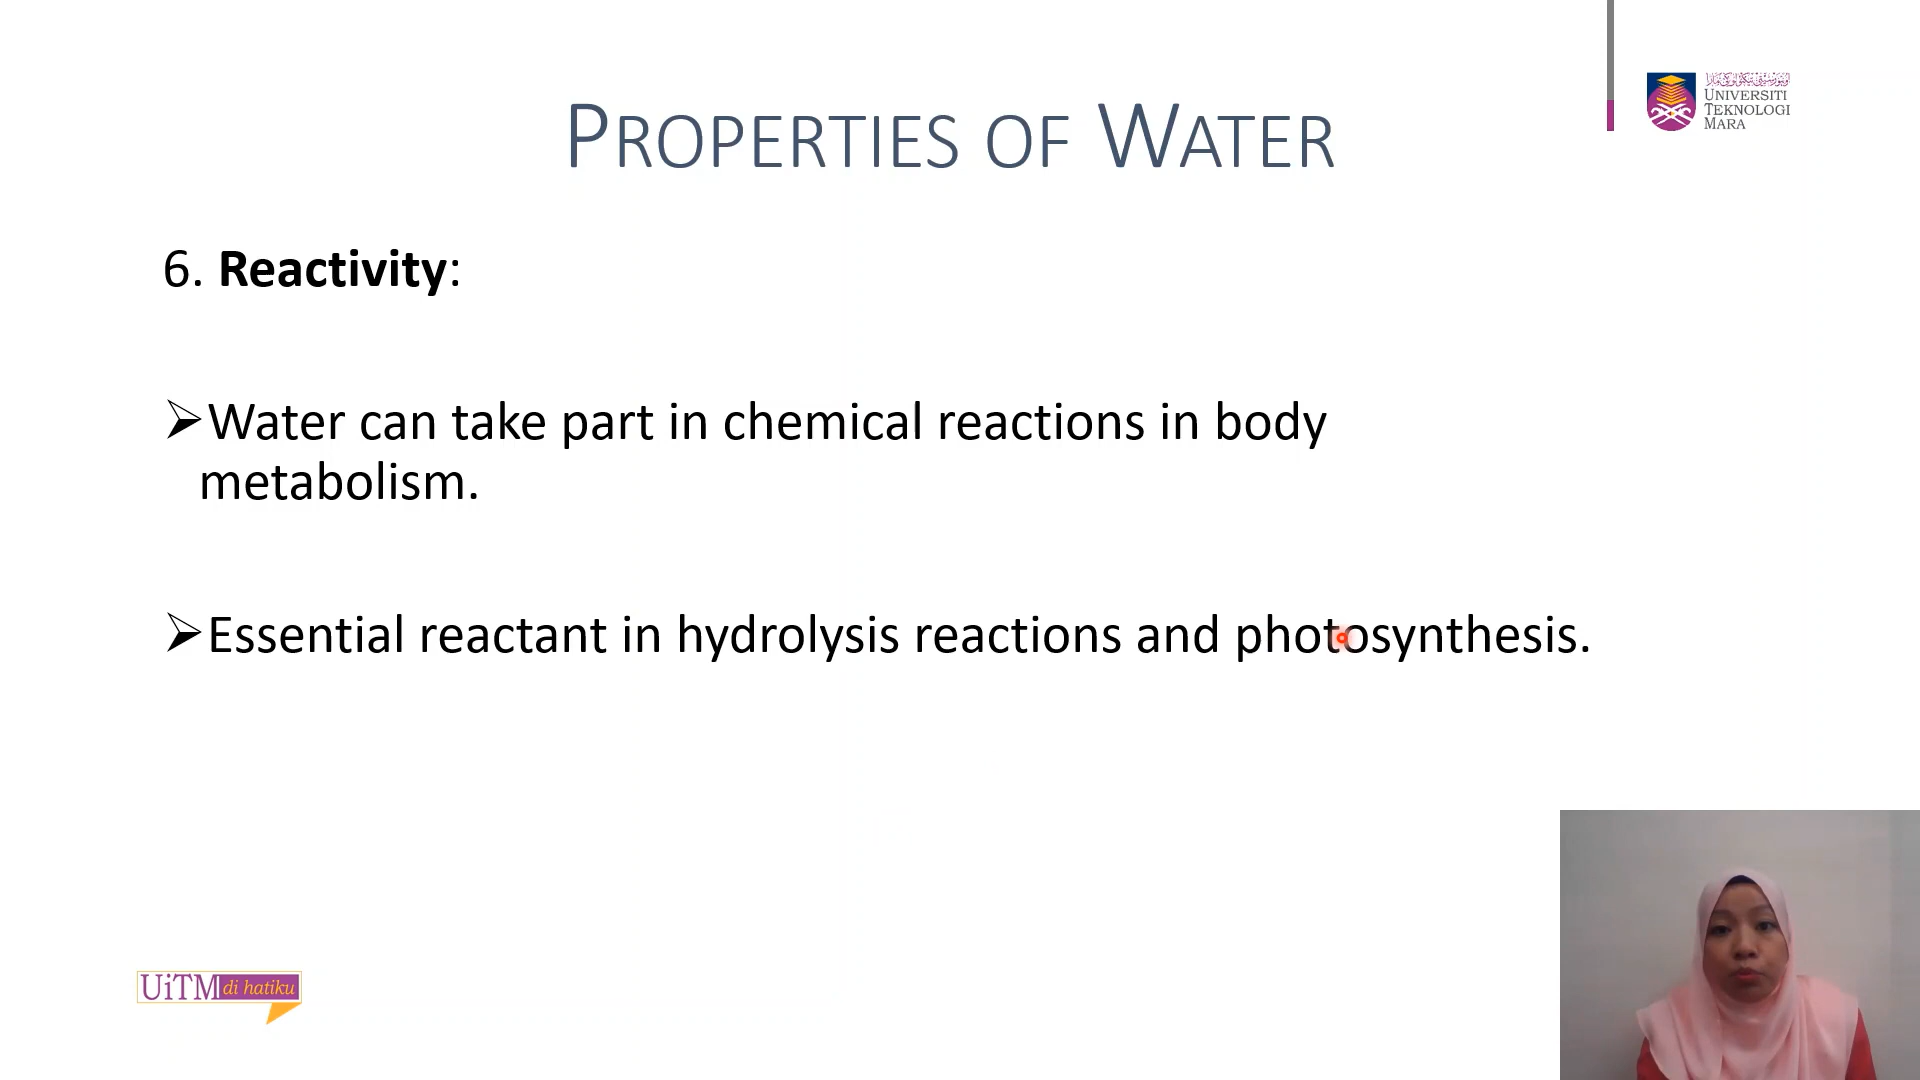 PROPERTIES OF WATER
UNIVERSITI
TEKNOLOGI
MARA
6. Reactivity:
➢Water can take part in chemical reactions in body
metabolism.
➢Essential reactant in hydrolysis reactions and photosynthesis.
UiTM di hatiku